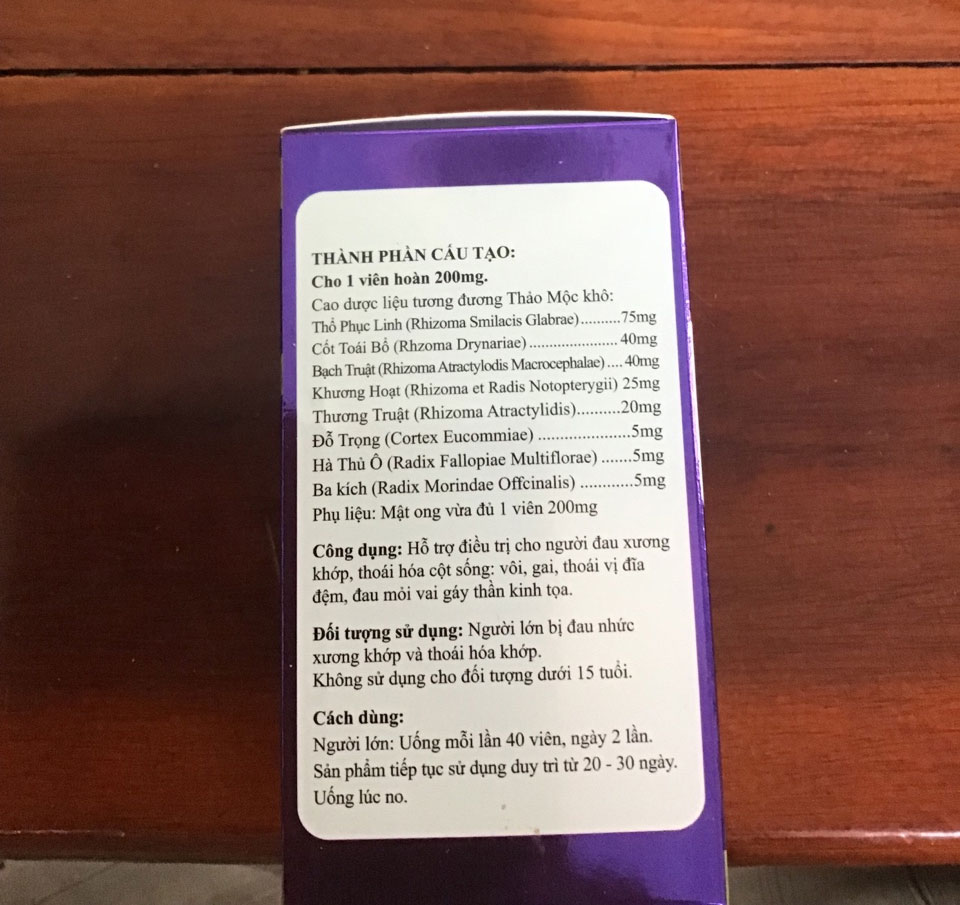 THÀNH PHẦN CẤU TẠO:
Cho 1 viên hoàn 200mg.
Cao dược liệu tương đương Thảo Mộc khô:
Thổ Phục Linh (Rhizoma Smilacis Glabrae)..........75mg
Cốt Toái Bổ (Rhzoma Drynariae)...................... 40mg
Bạch Truật (Rhizoma Atractylodis Macrocephalae).... 40mg
Khương Hoạt (Rhizoma et Radis Notopterygii) 25mg
Thương Truật (Rhizoma Atractylidis)..........20mg
Đỗ Trọng (Cortex Eucommiae) .....................5mg
Hà Thủ Ô (Radix Fallopiae Multiflorae) .......5mg
Ba kích (Radix Morindae Offcinalis) ............5mg
Phụ liệu: Mật ong vừa đủ 1 viên 200mg
Công dụng: Hỗ trợ điều trị cho người đau xương
khớp, thoái hóa cột sống: vôi, gai, thoái vị đĩa
đệm, đau mỏi vai gáy thần kinh tọa.
Đối tượng sử dụng: Người lớn bị đau nhức
xương khớp và thoái hóa khớp.
Không sử dụng cho đối tượng dưới 15 tuổi.
Cách dùng:
Người lớn: Uống mỗi lần 40 viên, ngày 2 lần.
Sản phẩm tiếp tục sử dụng duy trì từ 20 - 30 ngày.
Uống lúc no.